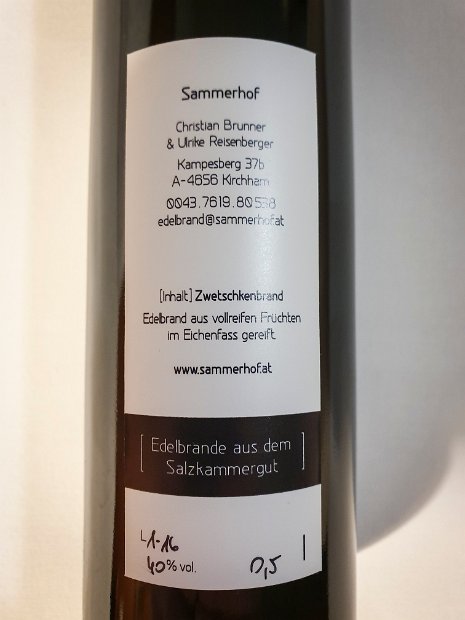 Sammerhof
Christian Brunner
& Ulrike Reisenberger
Kampesberg 37b
A-4656 Kirchham
0043.7619.80538
edelbrand@sammerhof.at
[Inhalt] Zwetschkenbrand
Edelbrand aus vollreifen Früchten
im Eichenfass gereift.
www.sammerhof.at
[ Edelbrande aus dem
Salzkammergut ]
L1-16
40% vol. 0,5 l